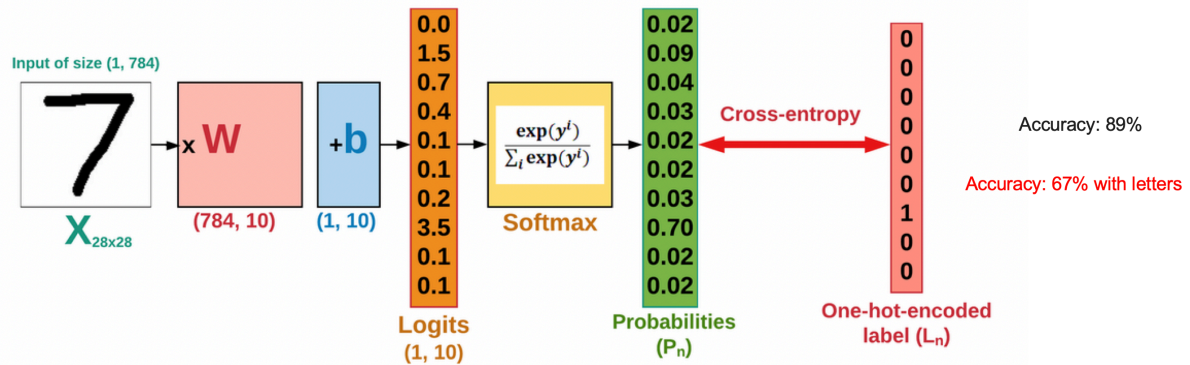 Input of size (1, 784)
7
X28x28
x W
(784, 10)
+b
(1, 10)
0.0
1.5
0.7
0.4
0.1
0.1
0.2
3.5
0.1
0.1
Logits
(1, 10)
exp(yⁱ)
Σᵢ exp(yⁱ)
Softmax
0.02
0.09
0.04
0.03
0.02
0.02
0.03
0.70
0.02
0.02
Probabilities
(Pn)
Cross-entropy
0
0
0
0
0
0
1
0
0
One-hot-encoded
label (Ln)
Accuracy: 89%
Accuracy: 67% with letters